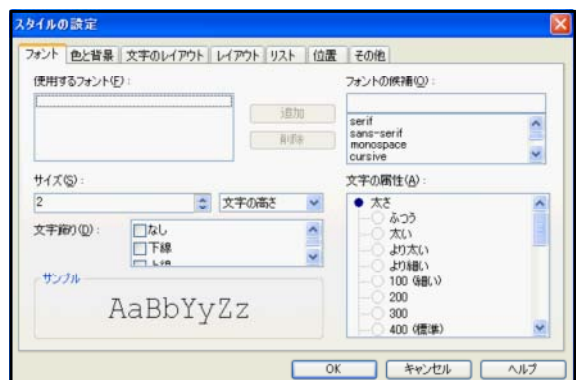 スタイルの設定
フォント 色と背景 文字のレイアウト レイアウト リスト 位置 その他
使用するフォント(F):
フォントの候補(O):
追加
削除
serif
sans-serif
monospace
cursive
サイズ(S):
2
文字の高さ
文字の属性(A):
太さ
ふつう
太い
より太い
より細い
100 (細い)
200
300
400 (標準)
文字飾り(D):
なし
下線
上線
サンプル
AaBbYyZz
OK キャンセル ヘルプ